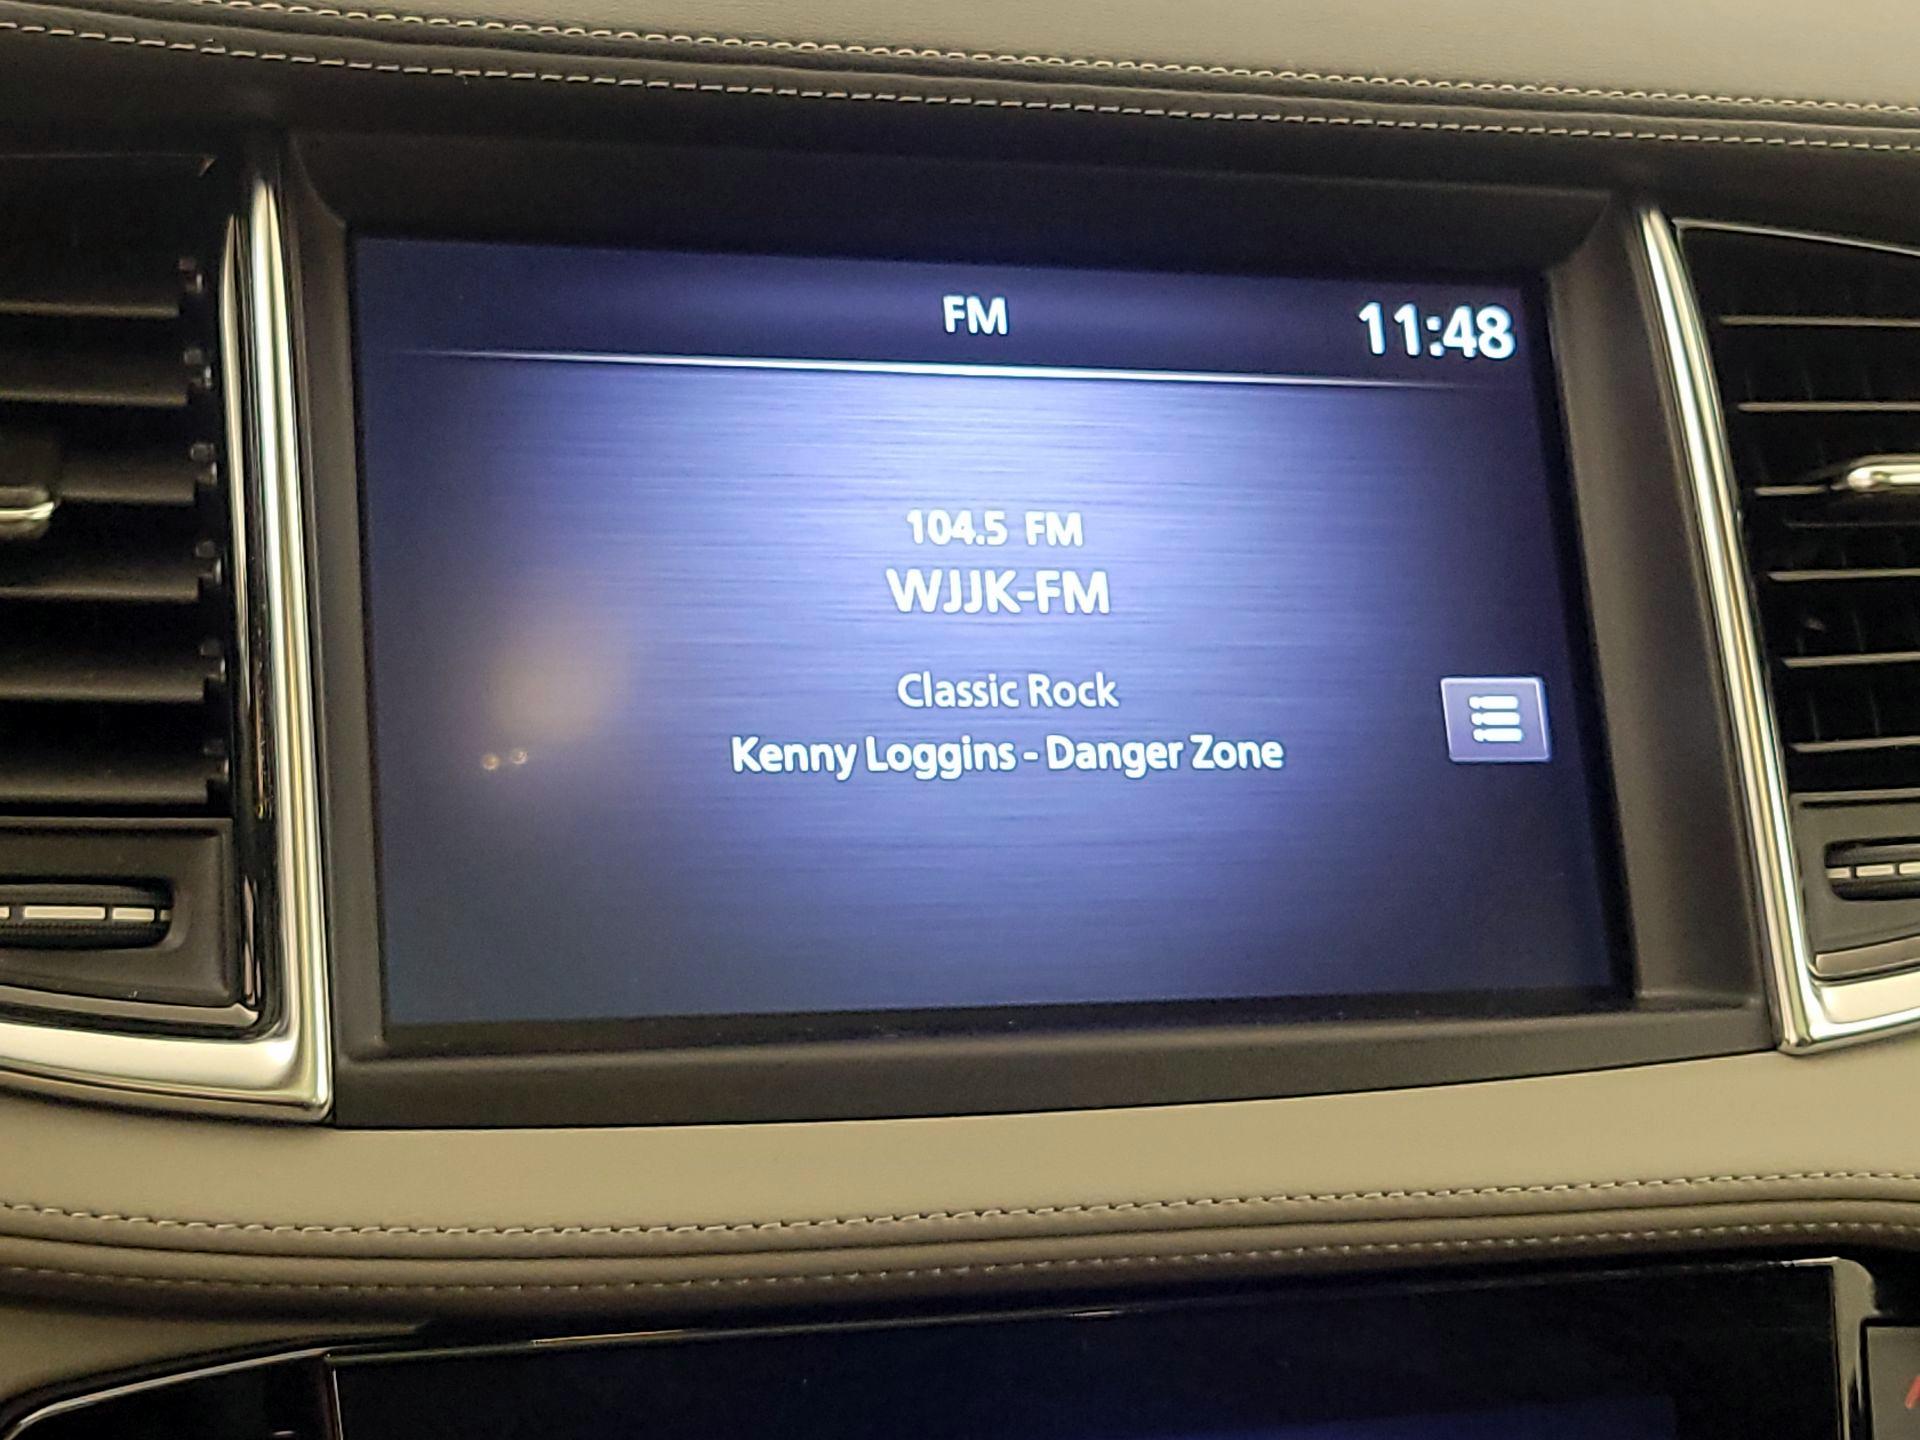 FM
11:48
104.5 FM
WJJK-FM
Classic Rock
Kenny Loggins - Danger Zone